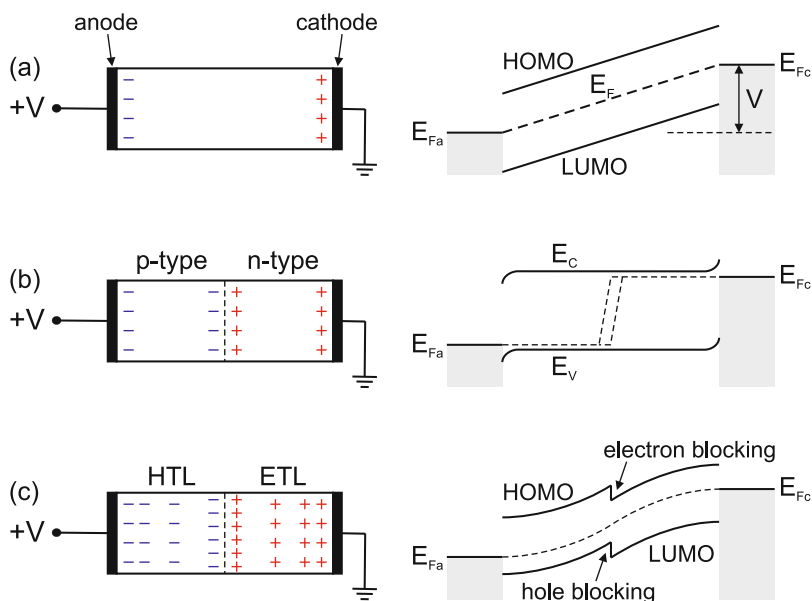 anode
cathode
(a)
+V
HOMO
E_F
E_Fc
V
E_Fa
LUMO
(b)
p-type
n-type
+V
E_C
E_Fc
E_Fa
E_V
(c)
HTL
ETL
+V
electron blocking
HOMO
E_Fc
E_Fa
LUMO
hole blocking